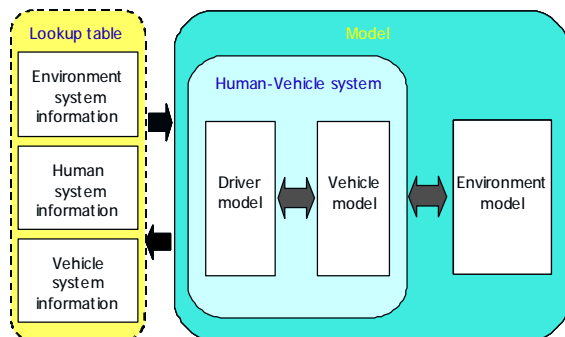 Lookup table
Environment
system
information
Human
system
information
Vehicle
system
information
Model
Human-Vehicle system
Driver
model
Vehicle
model
Environment
model